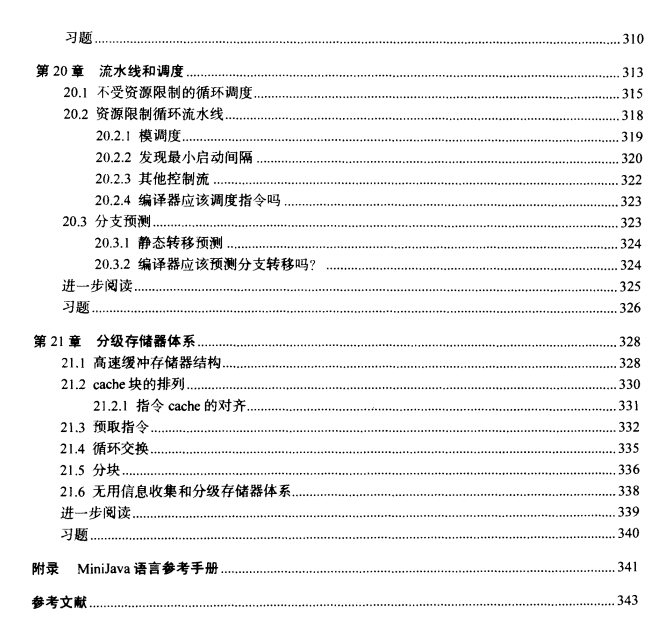 习题 310
第 20 章 流水线和调度 313
20.1 不受资源限制的循环调度 315
20.2 资源限制循环流水线 318
20.2.1 模调度 319
20.2.2 发现最小启动间隔 320
20.2.3 其他控制流 322
20.2.4 编译器应该调度指令吗 323
20.3 分支预测 323
20.3.1 静态转移预测 324
20.3.2 编译器应该预测分支转移吗? 324
进一步阅读 325
习题 326
第 21 章 分级存储器体系 328
21.1 高速缓冲存储器结构 328
21.2 cache 块的排列 330
21.2.1 指令 cache 的对齐 331
21.3 预取指令 332
21.4 循环交换 335
21.5 分块 336
21.6 无用信息收集和分级存储器体系 338
进一步阅读 339
习题 340
附录 MiniJava 语言参考手册 341
参考文献 343